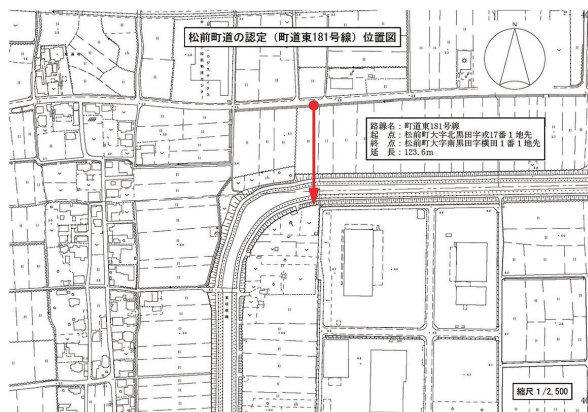 松前町道の認定（町道東181号線）位置図
N
路線名：町道東181号線
起　点：松前町大字北黒田字戎17番1地先
終　点：松前町大字南黒田字横田1番1地先
延　長：123.6m
縮尺 1/2,500